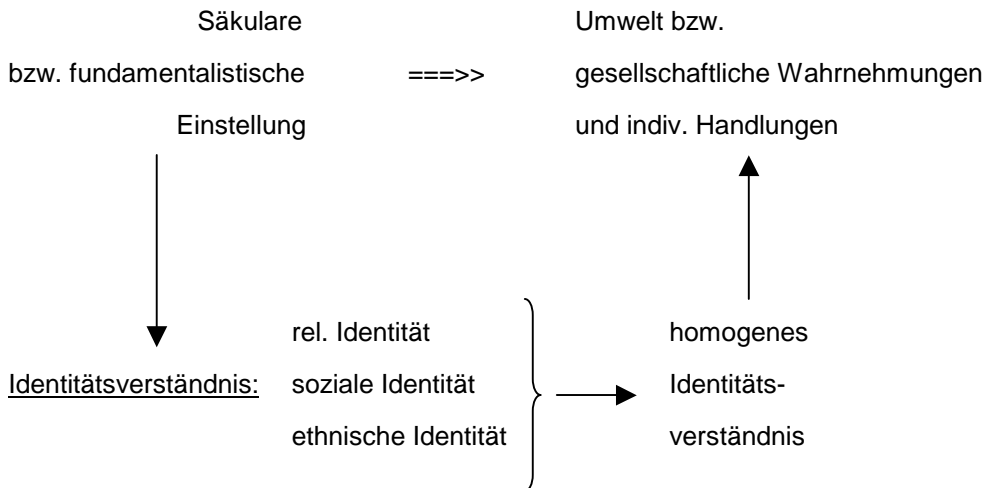 Säkulare Umwelt bzw.
bzw. fundamentalistische ===>> gesellschaftliche Wahrnehmungen
Einstellung und indiv. Handlungen
rel. Identität homogenes
Identitätsverständnis: soziale Identität Identitäts-
ethnische Identität verständnis